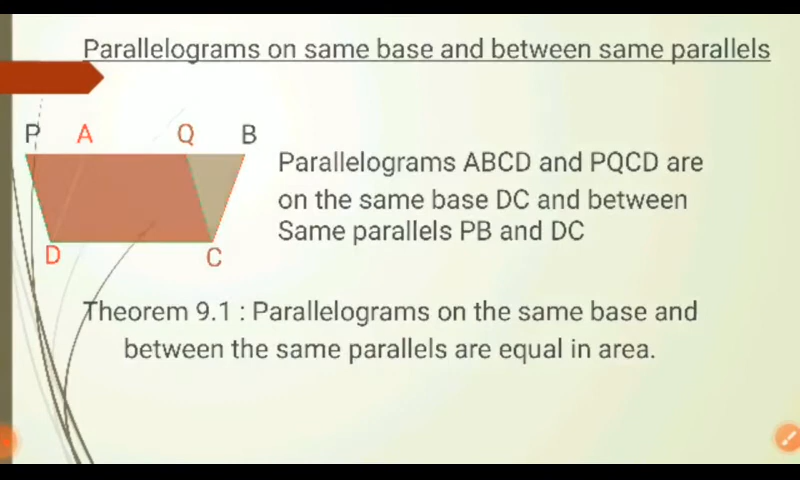 Parallelograms on same base and between same parallels
P A Q B
Parallelograms ABCD and PQCD are
on the same base DC and between
Same parallels PB and DC
D C
Theorem 9.1 : Parallelograms on the same base and
between the same parallels are equal in area.